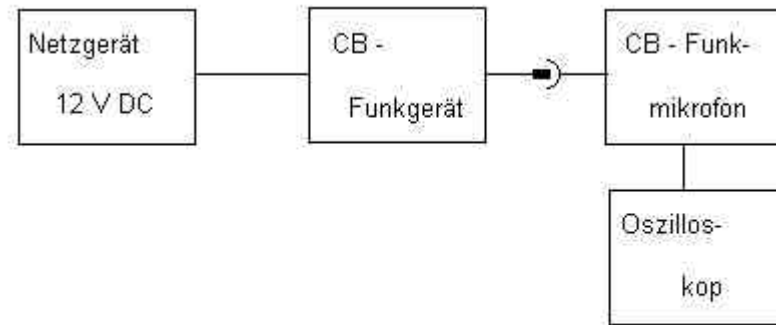 Netzgerät
12 V DC
CB -
Funkgerät
CB - Funk-
mikrofon
Oszillos-
kop